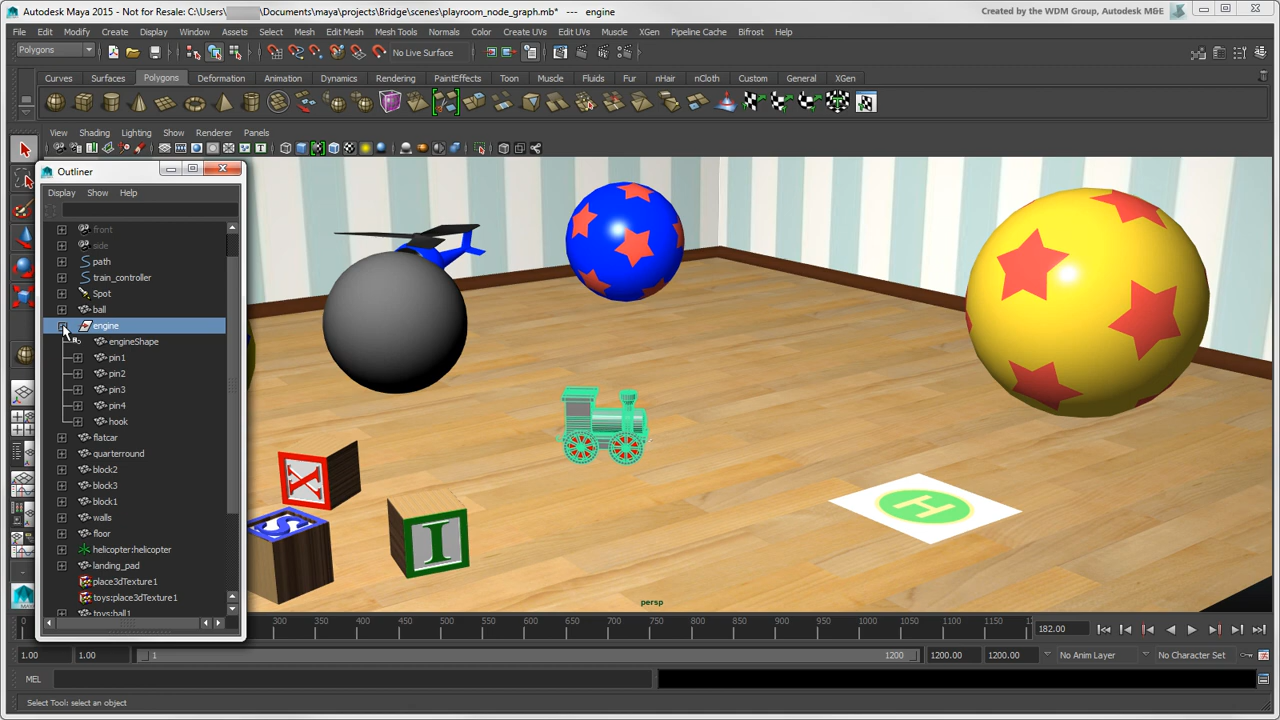 Autodesk Maya 2015 - Not for Resale: C:\Users\ \Documents\maya\projects\Bridge\scenes\playroom_node_graph.mb* --- engine
Created by the WDM Group, Autodesk M&E
File Edit Modify Create Display Window Assets Select Mesh Edit Mesh Mesh Tools Normals Color Create UVs Edit UVs Muscle XGen Pipeline Cache Bifrost Help
Polygons
No Live Surface
Curves Surfaces Polygons Deformation Animation Dynamics Rendering PaintEffects Toon Muscle Fluids Fur nHair nCloth Custom General XGen
View Shading Lighting Show Renderer Panels
Outliner
Display Show Help
front
side
path
train_controller
Spot
ball
engine
engineShape
pin1
pin2
pin3
pin4
hook
flatcar
quarterround
block2
block3
block1
walls
floor
helicopter:helicopter
landing_pad
place3dTexture1
toys:place3dTexture1
toys:ball1
X
S
I
H
persp
0 300 350 400 450 500 550 600 650 700 750 800 850 900 950 1000 1050 1100 1150 12
182.00
1.00 1.00 1 1200 1200.00 1200.00 No Anim Layer No Character Set
MEL
Select Tool: select an object